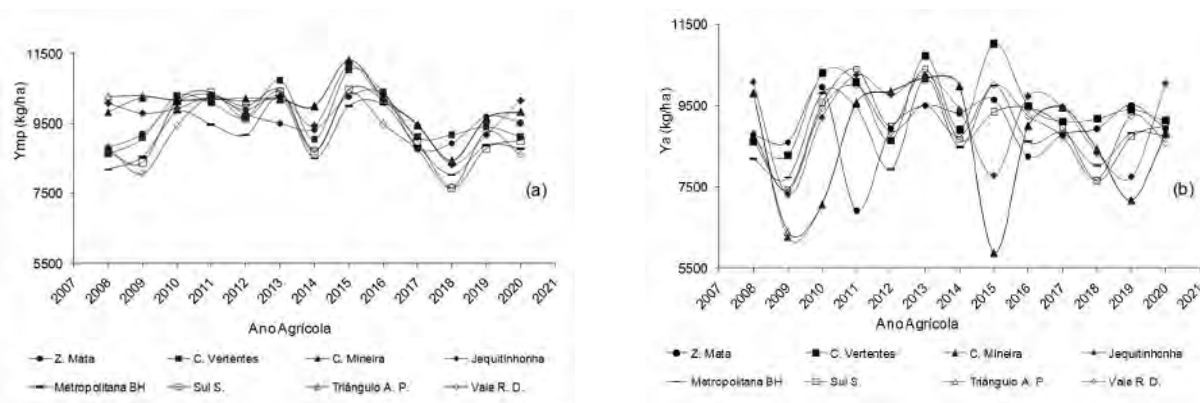 11500
9500
7500
5500
Ymp (kg/ha)
(a)
2007 2008 2009 2010 2011 2012 2013 2014 2015 2016 2017 2018 2019 2020 2021
Ano Agrícola
Z. Mata C. Vertentes C. Mineira Jequitinhonha
Metropolitana BH Sul S. Triângulo A. P. Vale R. D.
11500
9500
7500
5500
Ya (kg/ha)
(b)
2007 2008 2009 2010 2011 2012 2013 2014 2015 2016 2017 2018 2019 2020 2021
Ano Agrícola
Z. Mata C. Vertentes C. Mineira Jequitinhonha
Metropolitana BH Sul S. Triângulo A. P. Vale R. D.